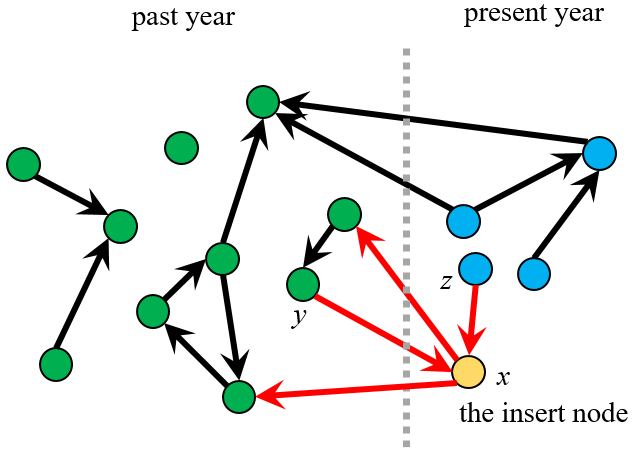 past year
present year
y
z
x
the insert node